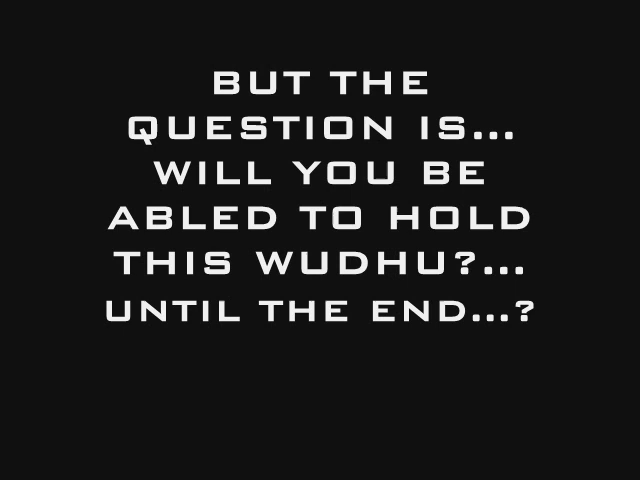 BUT THE
QUESTION IS...
WILL YOU BE
ABLED TO HOLD
THIS WUDHU?...
UNTIL THE END...?